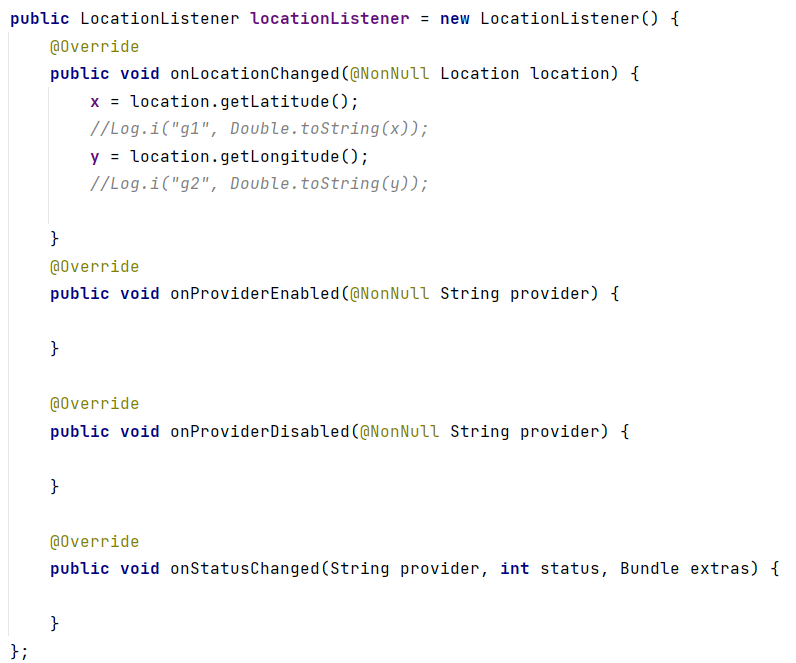 public LocationListener locationListener = new LocationListener() {
    @Override
    public void onLocationChanged(@NonNull Location location) {
        x = location.getLatitude();
        //Log.i("g1", Double.toString(x));
        y = location.getLongitude();
        //Log.i("g2", Double.toString(y));
    }
    @Override
    public void onProviderEnabled(@NonNull String provider) {
    }
    @Override
    public void onProviderDisabled(@NonNull String provider) {
    }
    @Override
    public void onStatusChanged(String provider, int status, Bundle extras) {
    }
};